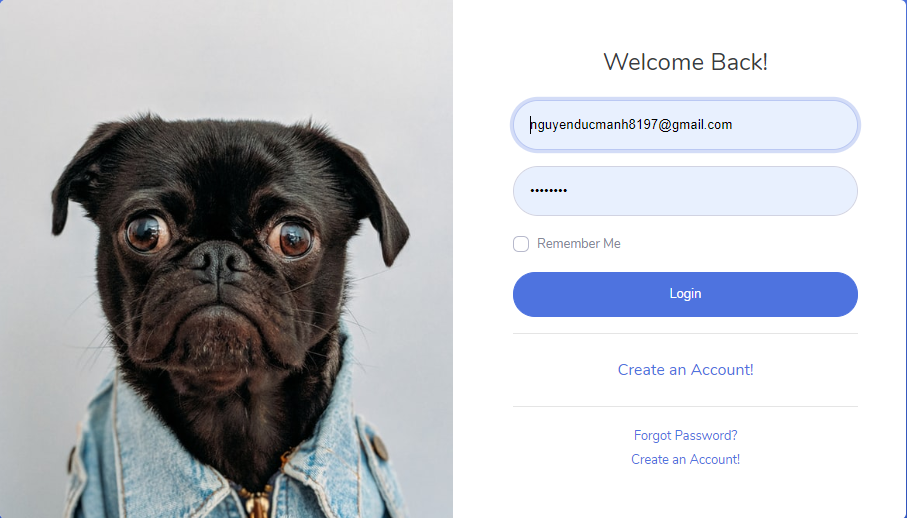 Welcome Back!
nguyenducmanh8197@gmail.com
••••••••
Remember Me
Login
Create an Account!
Forgot Password?
Create an Account!